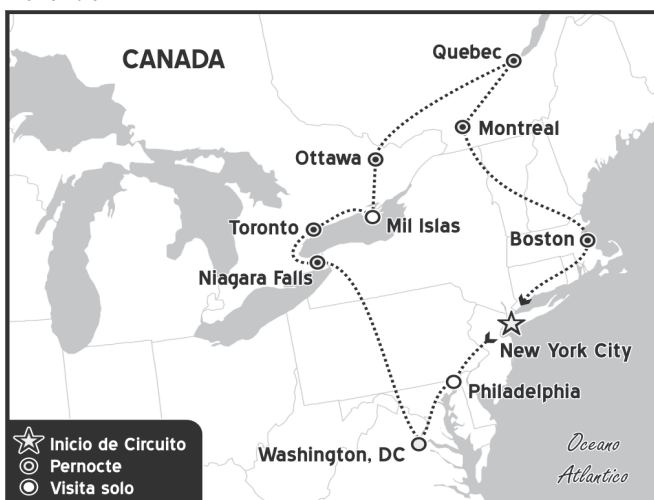 CANADA
Quebec
Montreal
Ottawa
Mil Islas
Toronto
Boston
Niagara Falls
New York City
Philadelphia
Washington, DC
Oceano
Atlantico
Inicio de Circuito
Pernocte
Visita solo